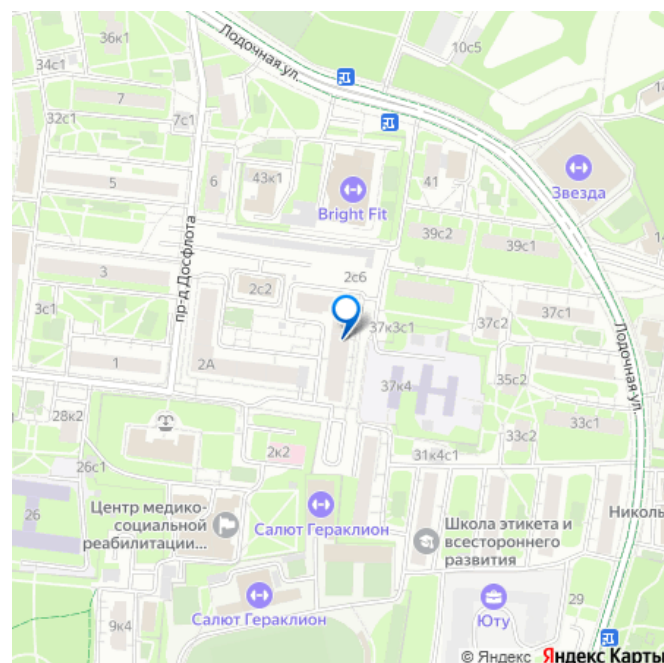 36к1
Лодочная ул.
10с5
34с1
7
32с1
7с1
5
6
43к1
Bright Fit
41
Звезда
39с2
39с1
пр-д Досфлота
3
2с2
2с6
3с1
37к3с1
37с2
37с1
1
2А
37к4
35с2
Лодочная ул.
28к2
33с2
33с1
2к2
31к4с1
26с1
26
Центр медико-
социальной
реабилитации...
Салют Гераклион
Школа этикета и
всестороннего
развития
Николь
Салют Гераклион
Юту
29
9к4
© Яндекс Яндекс Карты